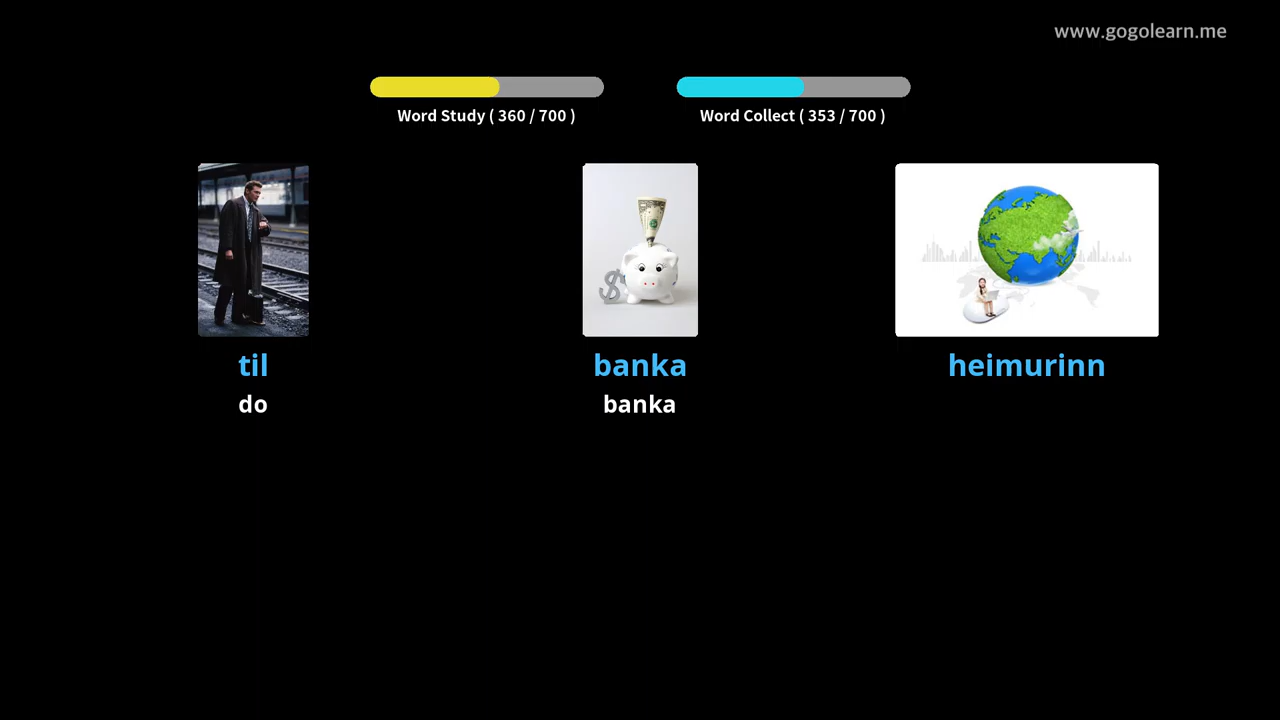 www.gogolearn.me
Word Study ( 360 / 700 )
Word Collect ( 353 / 700 )
til
banka
heimurinn
do
banka